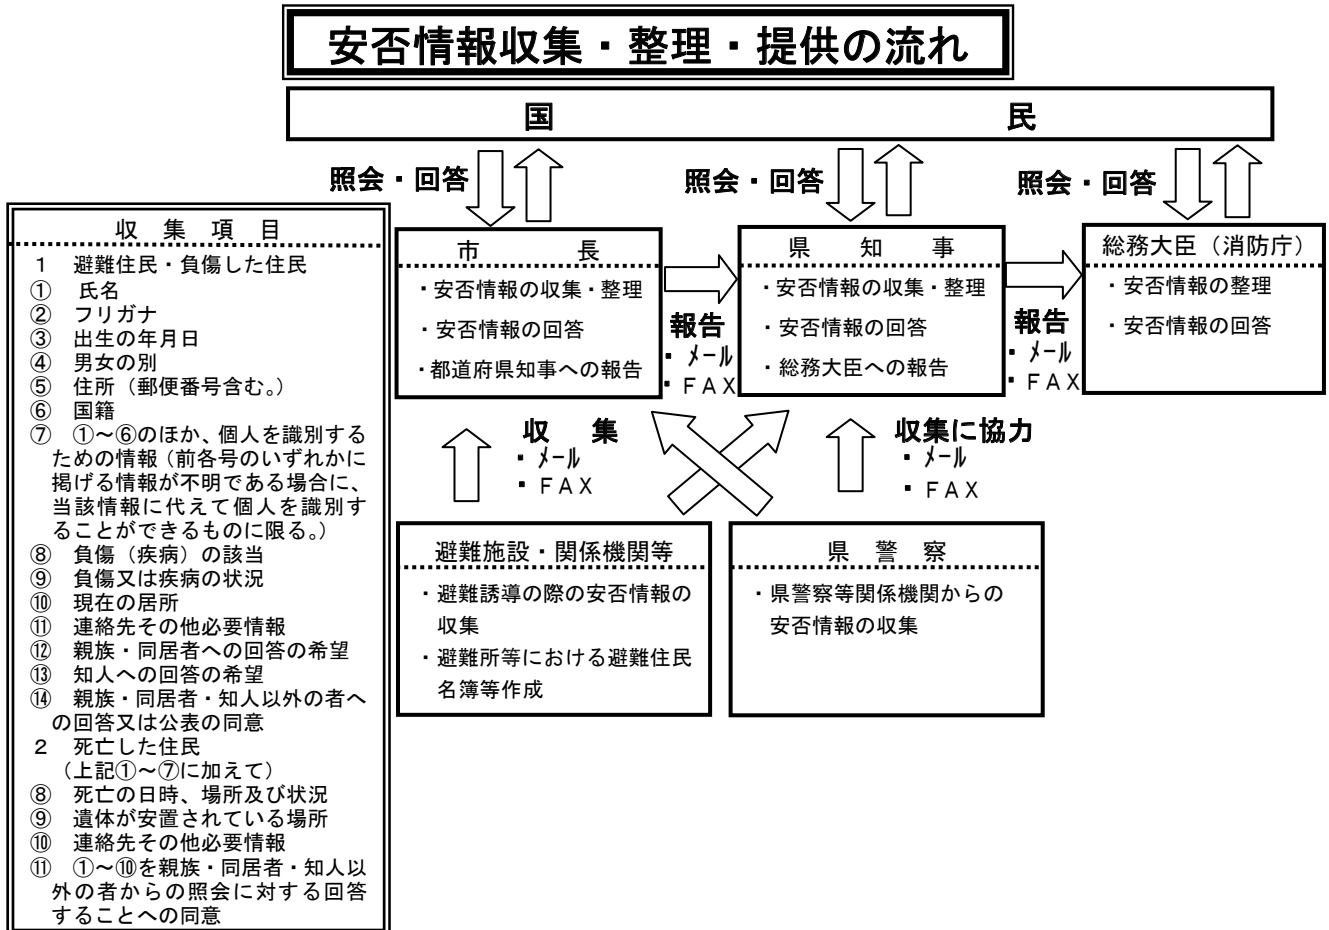 安否情報収集・整理・提供の流れ
国　民
照会・回答
照会・回答
照会・回答
収集項目
1　避難住民・負傷した住民
①　氏名
②　フリガナ
③　出生の年月日
④　男女の別
⑤　住所（郵便番号含む。）
⑥　国籍
⑦　①～⑥のほか、個人を識別する
ための情報（前各号のいずれかに
掲げる情報が不明である場合に、
当該情報に代えて個人を識別す
ることができるものに限る。）
⑧　負傷（疾病）の該当
⑨　負傷又は疾病の状況
⑩　現在の居所
⑪　連絡先その他必要情報
⑫　親族・同居者への回答の希望
⑬　知人への回答の希望
⑭　親族・同居者・知人以外の者へ
の回答又は公表の同意
2　死亡した住民
（上記①～⑦に加えて）
⑧　死亡の日時、場所及び状況
⑨　遺体が安置されている場所
⑩　連絡先その他必要情報
⑪　①～⑩を親族・同居者・知人以
外の者からの照会に対する回答
することへの同意
市　長
・安否情報の収集・整理
・安否情報の回答
・都道府県知事への報告
報告
・ﾒｰﾙ
・ＦＡＸ
県　知　事
・安否情報の収集・整理
・安否情報の回答
・総務大臣への報告
報告
・ﾒｰﾙ
・ＦＡＸ
総務大臣（消防庁）
・安否情報の整理
・安否情報の回答
収　集
・ﾒｰﾙ
・ＦＡＸ
収集に協力
・ﾒｰﾙ
・ＦＡＸ
避難施設・関係機関等
・避難誘導の際の安否情報の
収集
・避難所等における避難住民
名簿等作成
県　警　察
・県警察等関係機関からの
安否情報の収集